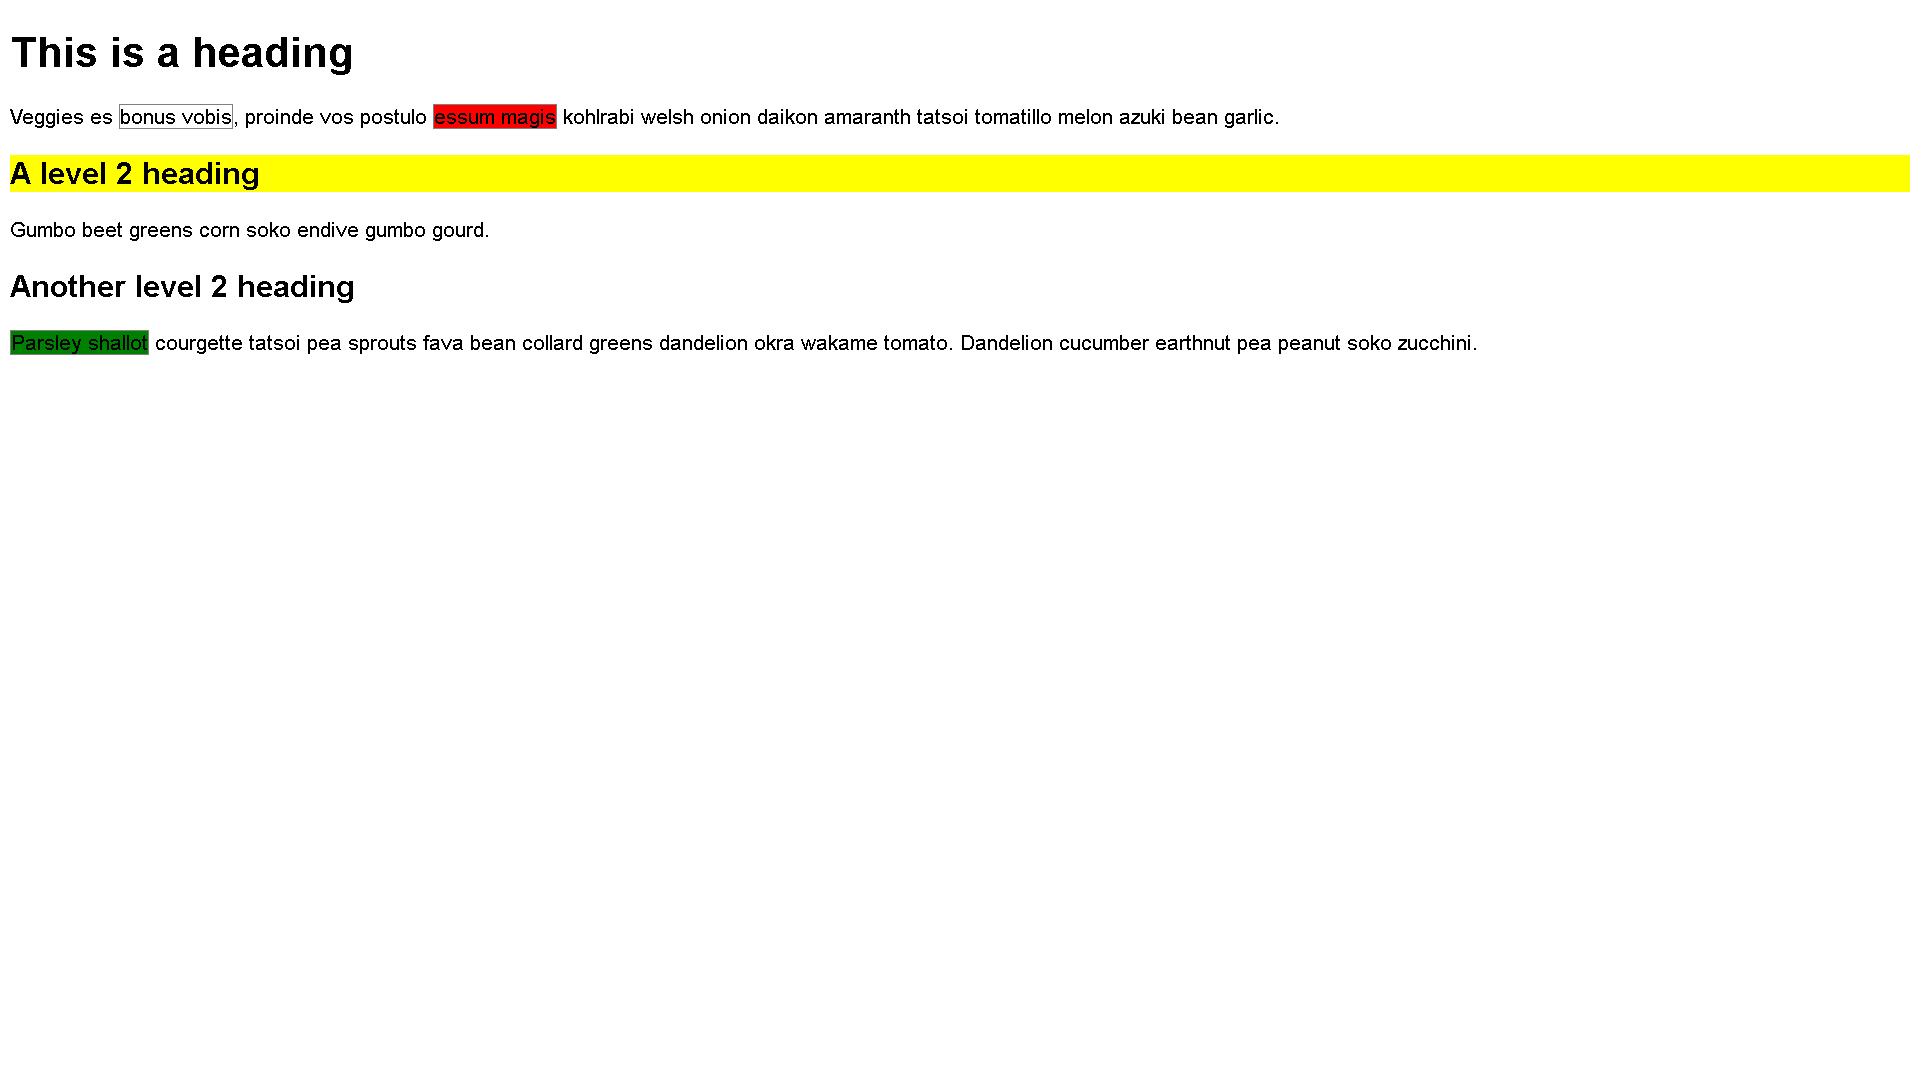 This is a heading
Veggies es bonus vobis, proinde vos postulo essum magis kohlrabi welsh onion daikon amaranth tatsoi tomatillo melon azuki bean garlic.
A level 2 heading
Gumbo beet greens corn soko endive gumbo gourd.
Another level 2 heading
Parsley shallot courgette tatsoi pea sprouts fava bean collard greens dandelion okra wakame tomato. Dandelion cucumber earthnut pea peanut soko zucchini.